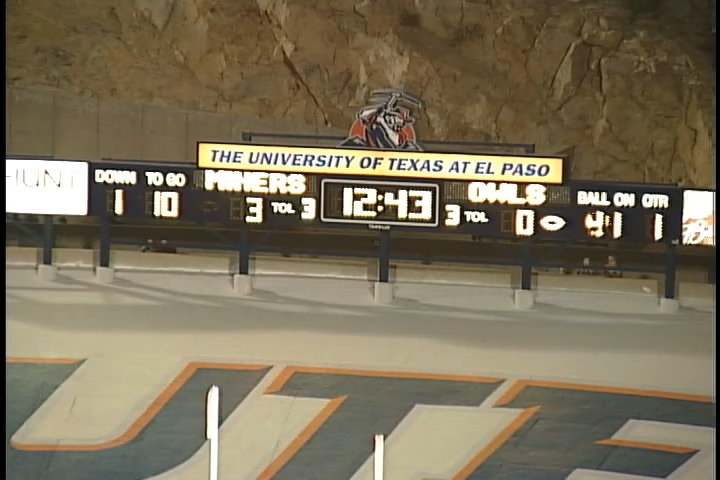 THE UNIVERSITY OF TEXAS AT EL PASO
HUNT
DOWN TO GO MINERS 12:43 OWLS BALL ON QTR
1 10 3 TOL 3 3 TOL 0 41 1
UTE